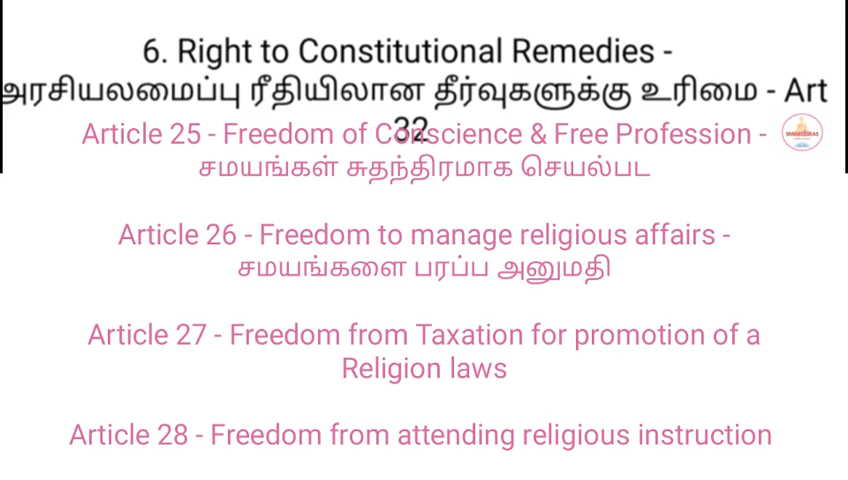 6. Right to Constitutional Remedies -
அரசியலமைப்பு ரீதியிலான தீர்வுகளுக்கு உரிமை - Art
32
Article 25 - Freedom of Conscience & Free Profession -
சமயங்கள் சுதந்திரமாக செயல்பட
SMART IDEAS
Article 26 - Freedom to manage religious affairs -
சமயங்களை பரப்ப அனுமதி
Article 27 - Freedom from Taxation for promotion of a
Religion laws
Article 28 - Freedom from attending religious instruction